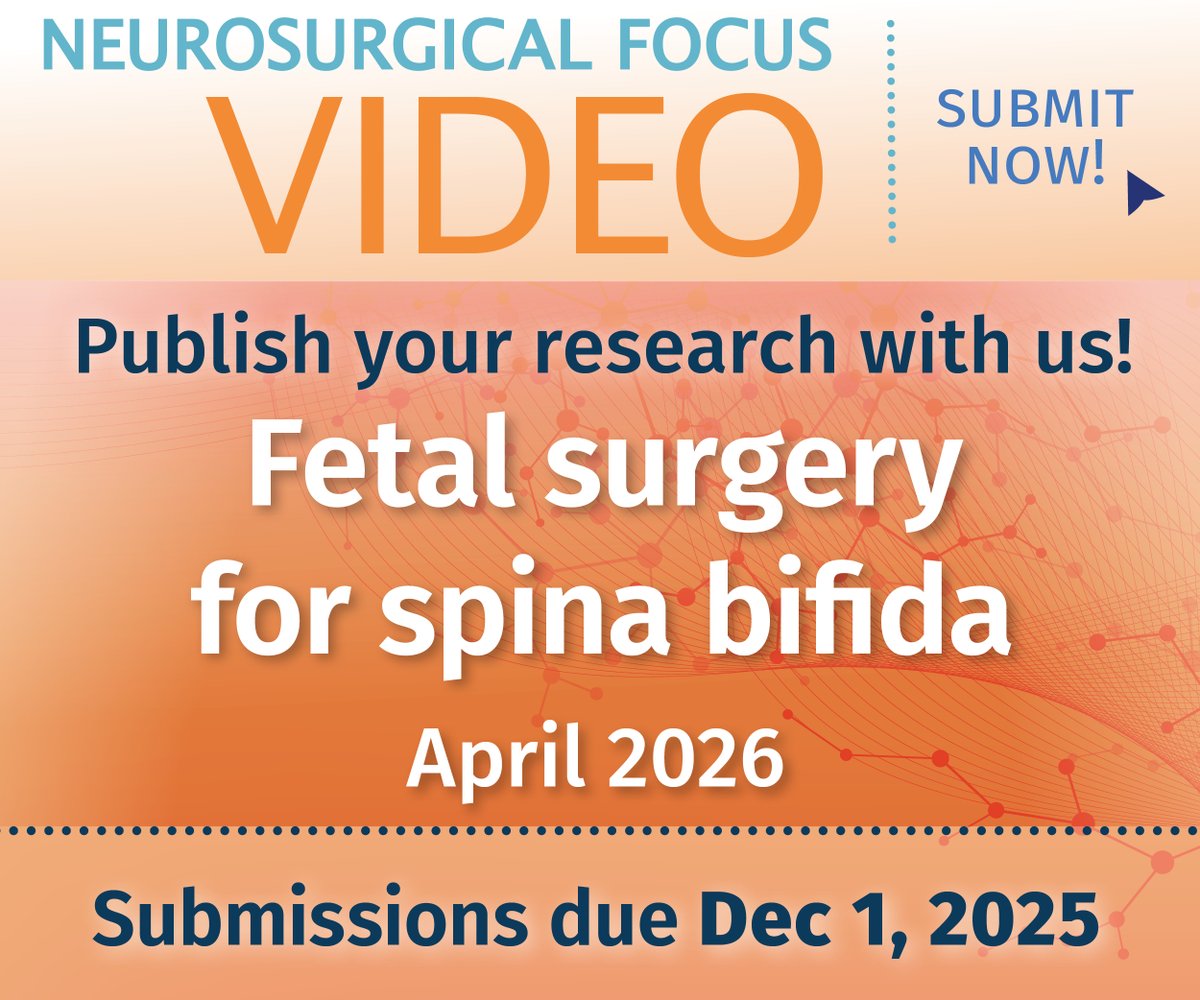 NEUROSURGICAL FOCUS
VIDEO
SUBMIT
NOW!
Publish your research with us!
Fetal surgery
for spina bifida
April 2026
Submissions due Dec 1, 2025